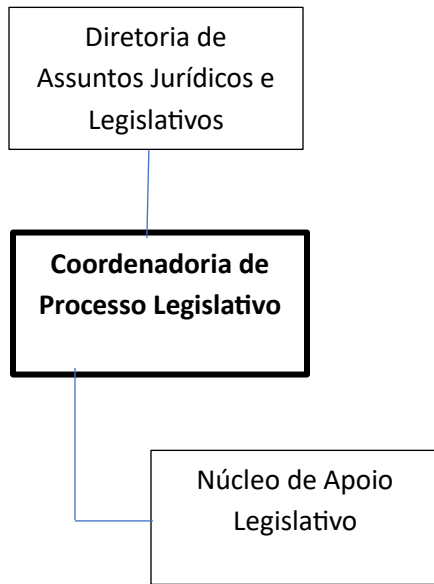 Diretoria de
Assuntos Jurídicos e
Legislativos
Coordenadoria de
Processo Legislativo
Núcleo de Apoio
Legislativo